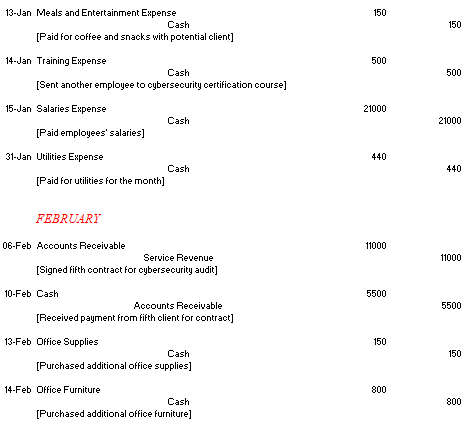 13-Jan Meals and Entertainment Expense 150
Cash 150
[Paid for coffee and snacks with potential client]
14-Jan Training Expense 500
Cash 500
[Sent another employee to cybersecurity certification course]
15-Jan Salaries Expense 21000
Cash 21000
[Paid employees' salaries]
31-Jan Utilities Expense 440
Cash 440
[Paid for utilities for the month]
FEBRUARY
06-Feb Accounts Receivable 11000
Service Revenue 11000
[Signed fifth contract for cybersecurity audit]
10-Feb Cash 5500
Accounts Receivable 5500
[Received payment from fifth client for contract]
13-Feb Office Supplies 150
Cash 150
[Purchased additional office supplies]
14-Feb Office Furniture 800
Cash 800
[Purchased additional office furniture]